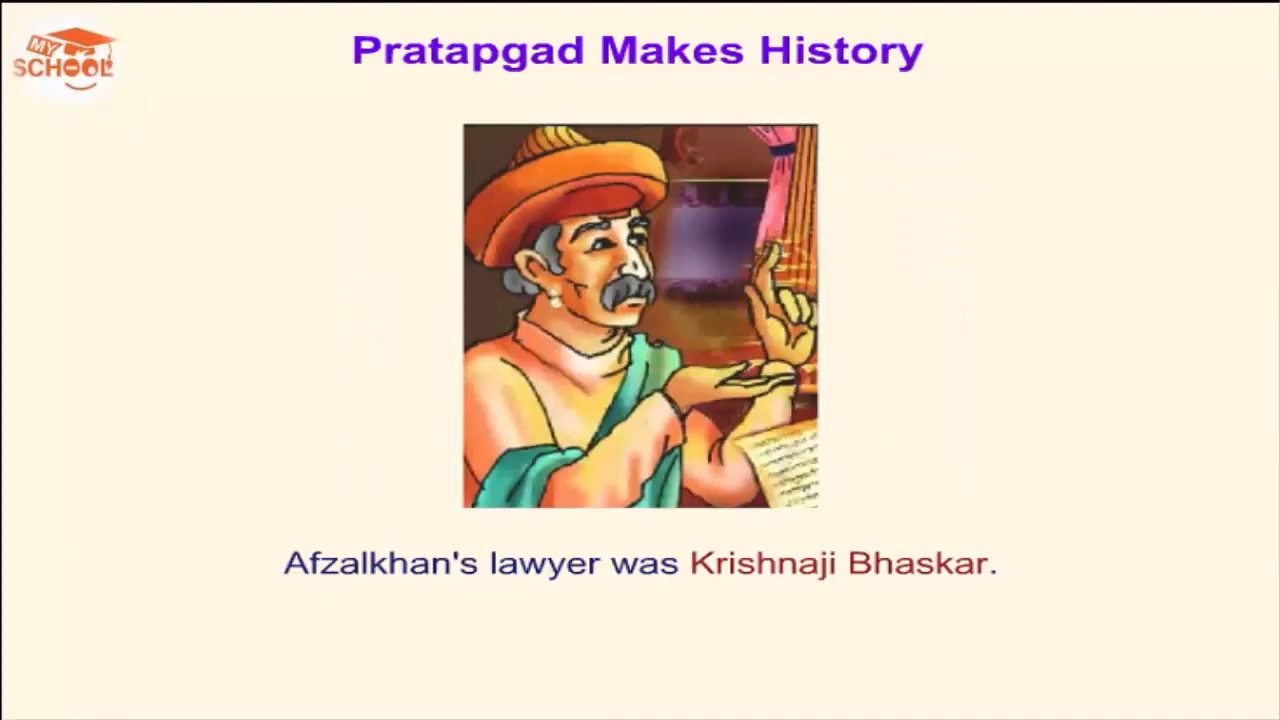 MY
SCHOOL
Pratapgad Makes History
Afzalkhan's lawyer was Krishnaji Bhaskar.